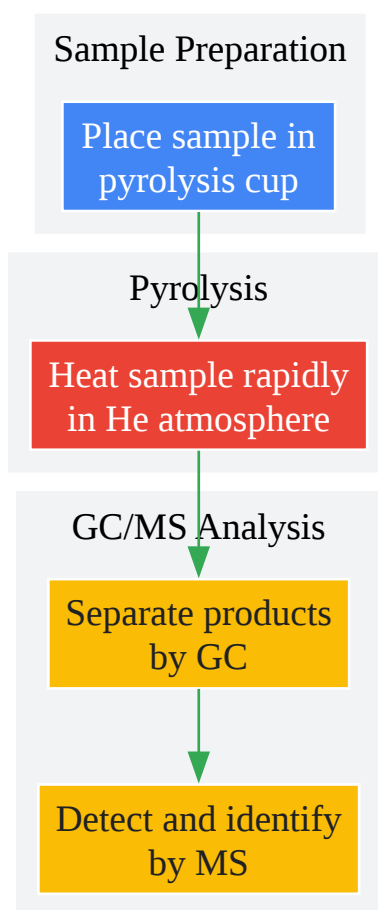 Sample Preparation
Place sample in
pyrolysis cup
Pyrolysis
Heat sample rapidly
in He atmosphere
GC/MS Analysis
Separate products
by GC
Detect and identify
by MS